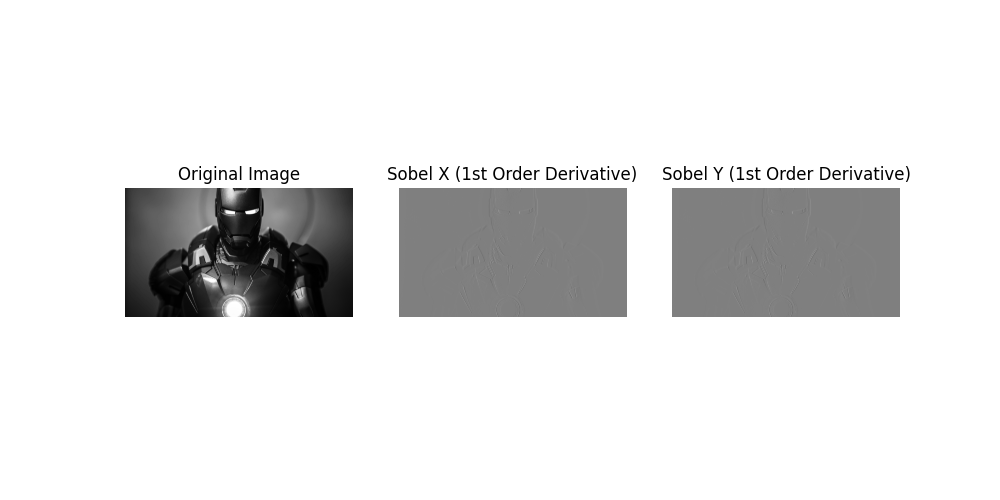 Original Image
Sobel X (1st Order Derivative)
Sobel Y (1st Order Derivative)